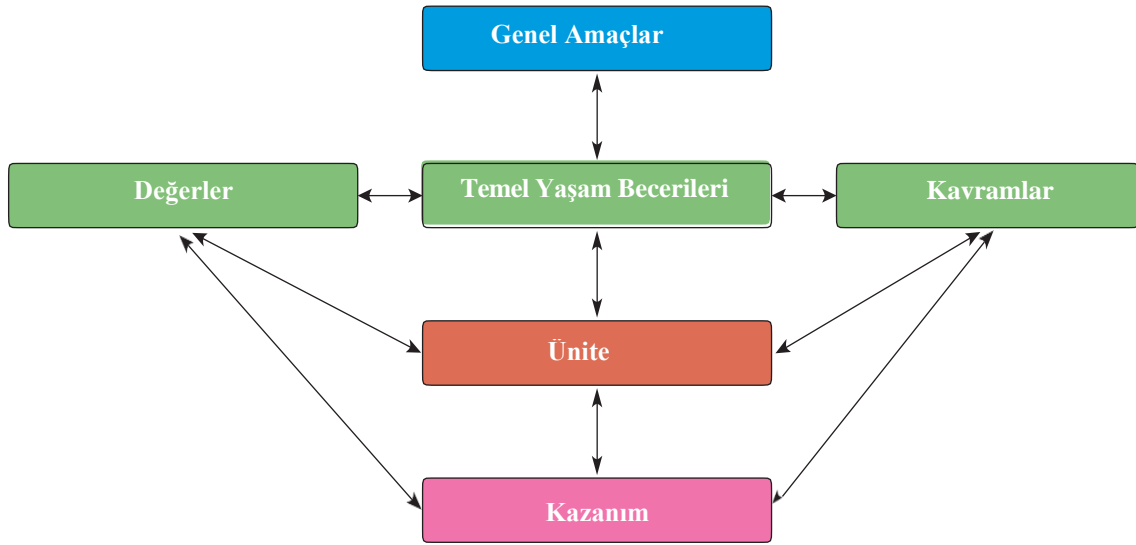 Genel Amaçlar
Değerler
Temel Yaşam Becerileri
Kavramlar
Ünite
Kazanım